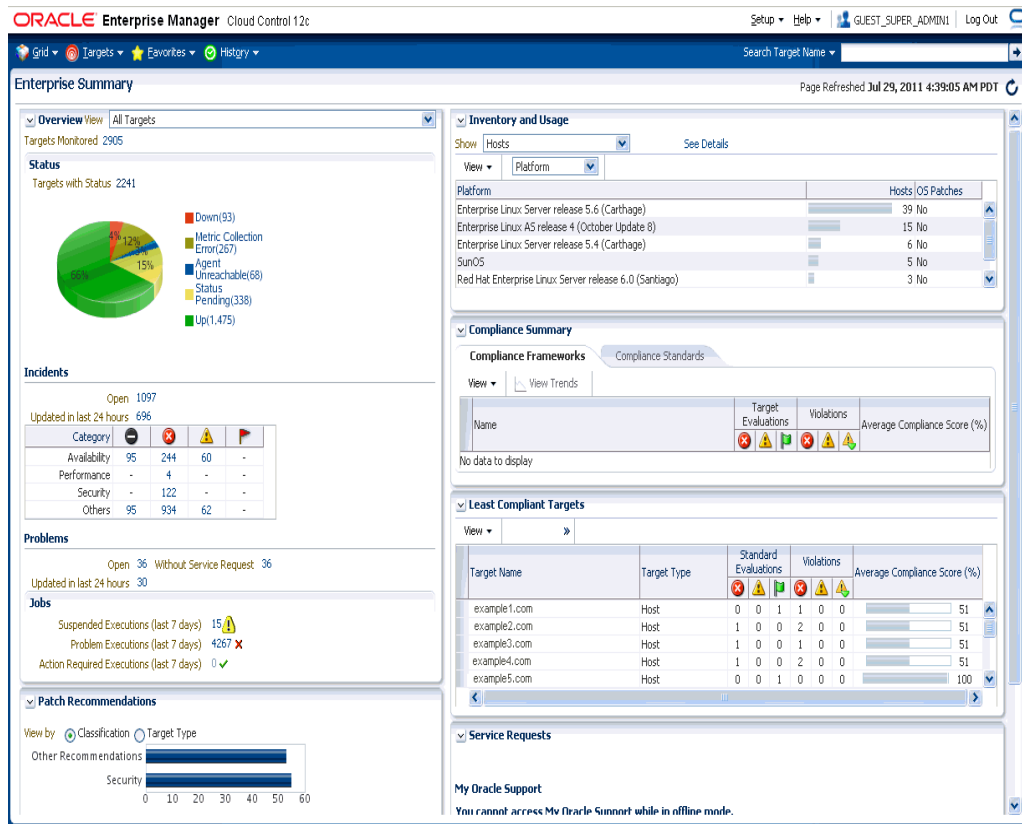 ORACLE Enterprise Manager Cloud Control 12c
Setup Help GUEST_SUPER_ADMIN1 Log Out
Grid Targets Favorites History Search Target Name
Enterprise Summary
Page Refreshed Jul 29, 2011 4:39:05 AM PDT
Overview View All Targets
Targets Monitored 2905
Status
Targets with Status 2241
4% 12% 3% 15% 66%
Down(93)
Metric Collection
Error(267)
Agent
Unreachable(68)
Status
Pending(338)
Up(1,475)
Incidents
Open 1097
Updated in last 24 hours 696
Category
Availability 95 244 60 -
Performance - 4 - -
Security - 122 - -
Others 95 934 62 -
Problems
Open 36 Without Service Request 36
Updated in last 24 hours 30
Jobs
Suspended Executions (last 7 days) 15
Problem Executions (last 7 days) 4267
Action Required Executions (last 7 days) 0
Patch Recommendations
View by Classification Target Type
Other Recommendations
Security
0 10 20 30 40 50 60
Inventory and Usage
Show Hosts See Details
View Platform
Platform Hosts OS Patches
Enterprise Linux Server release 5.6 (Carthage) 39 No
Enterprise Linux AS release 4 (October Update 8) 15 No
Enterprise Linux Server release 5.4 (Carthage) 6 No
SunOS 5 No
Red Hat Enterprise Linux Server release 6.0 (Santiago) 3 No
Compliance Summary
Compliance Frameworks Compliance Standards
View View Trends
Name Target Evaluations Violations Average Compliance Score (%)
No data to display
Least Compliant Targets
View »
Target Name Target Type Standard Evaluations Violations Average Compliance Score (%)
example1.com Host 0 0 1 1 0 0 51
example2.com Host 1 0 0 2 0 0 51
example3.com Host 1 0 0 1 0 0 51
example4.com Host 1 0 0 2 0 0 51
example5.com Host 0 0 1 0 0 0 100
Service Requests
My Oracle Support
You cannot access My Oracle Support while in offline mode.